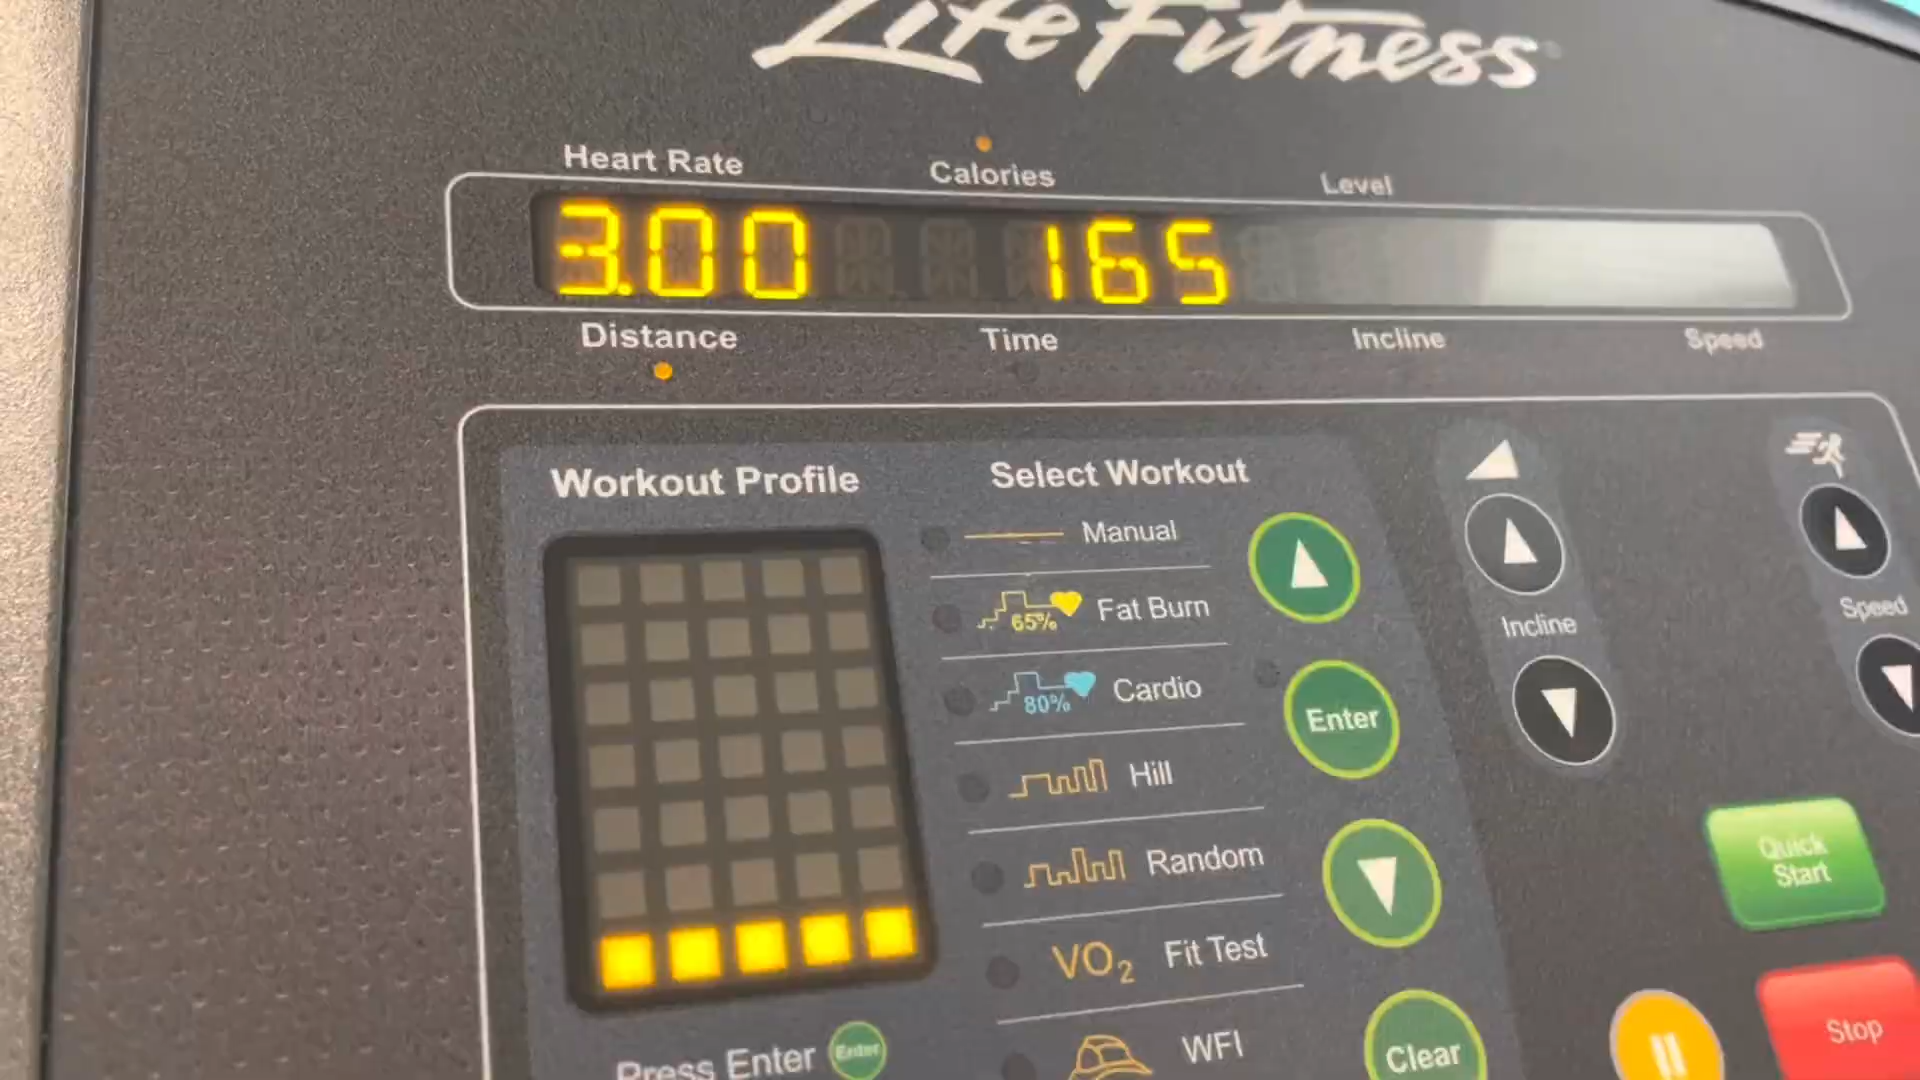 Life Fitness
Heart Rate Calories Level
3.00 165
Distance Time Incline Speed
Workout Profile
Select Workout
Manual
65% Fat Burn
80% Cardio
Hill
Random
VO2 Fit Test
WFI
Press Enter Enter
Enter
Clear
Incline
Speed
Quick
Start
Stop